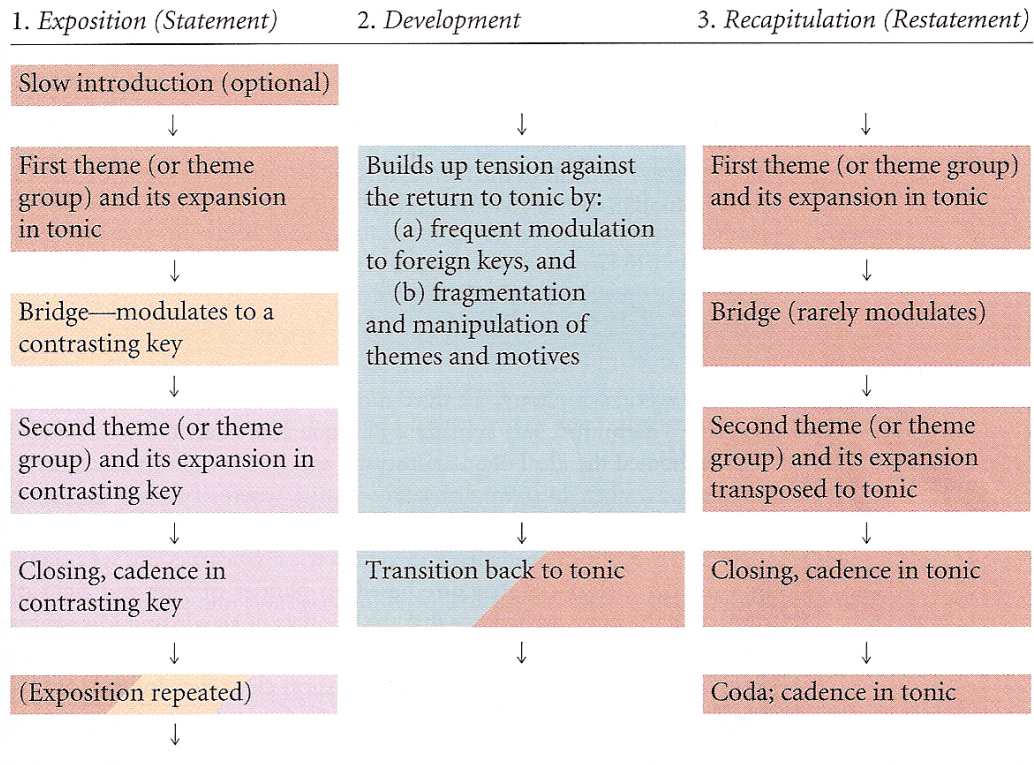 1. Exposition (Statement)
Slow introduction (optional)
↓
First theme (or theme
group) and its expansion
in tonic
↓
Bridge—modulates to a
contrasting key
↓
Second theme (or theme
group) and its expansion in
contrasting key
↓
Closing, cadence in
contrasting key
↓
(Exposition repeated)
↓
2. Development
↓
Builds up tension against
the return to tonic by:
(a) frequent modulation
to foreign keys, and
(b) fragmentation
and manipulation of
themes and motives
↓
Transition back to tonic
↓
3. Recapitulation (Restatement)
↓
First theme (or theme group)
and its expansion in tonic
↓
Bridge (rarely modulates)
↓
Second theme (or theme
group) and its expansion
transposed to tonic
↓
Closing, cadence in tonic
↓
Coda; cadence in tonic